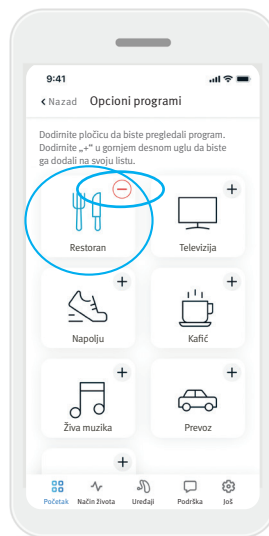 9:41
Nazad Opcioni programi
Dodirnite pločicu da biste pregledali program.
Dodirnite „+“ u gornjem desnom uglu da biste
ga dodali na svoju listu.
Restoran Televizija
Napolju Kafić
Živa muzika Prevoz
Početak Način života Uređaji Podrška Još